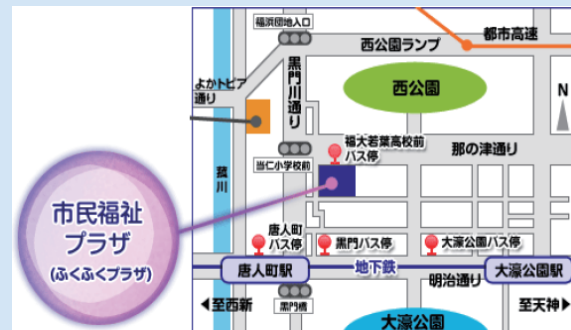 福浜団地入口
都市高速
西公園ランプ
よかトピア
通り
黒門川通り
西公園
N
福大若葉高校前
バス停
那の津通り
当仁小学校前
菰川
市民福祉
プラザ
(ふくふくプラザ)
唐人町
バス停
黒門バス停
大濠公園バス停
唐人町駅
地下鉄
明治通り
大濠公園駅
◀至西新
黒門橋
至天神▶
大濠公園